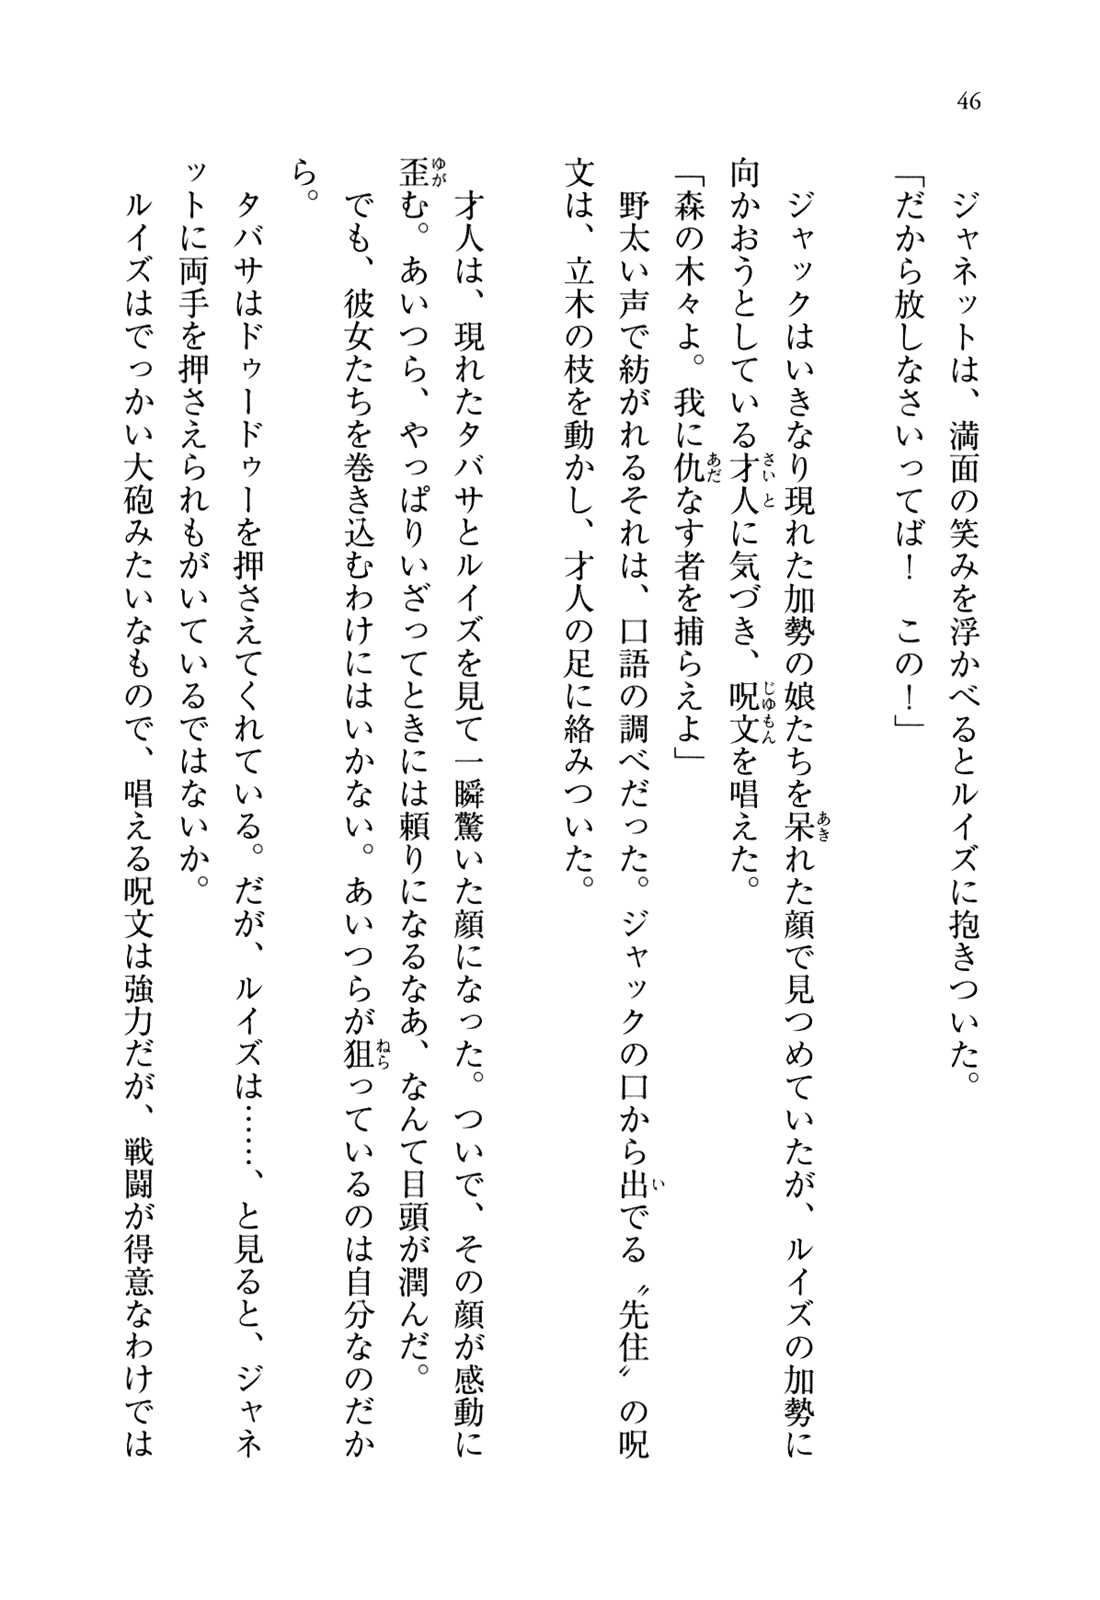 46
ジャネットは、満面の笑みを浮かべるとルイズに抱きついた。
「だから放しなさいってば！　この！」
ジャックはいきなり現れた加勢の娘たちを呆れた顔で見つめていたが、ルイズの加勢に
向かおうとしている才人に気づき、呪文を唱えた。
「森の木々よ。我に仇なす者を捕らえよ」
野太い声で紡がれるそれは、口語の調べだった。ジャックの口から出でる〝先住〟の呪
文は、立木の枝を動かし、才人の足に絡みついた。
才人は、現れたタバサとルイズを見て一瞬驚いた顔になった。ついで、その顔が感動に
歪む。あいつら、やっぱりいざってときには頼りになるなあ、なんて目頭が潤んだ。
でも、彼女たちを巻き込むわけにはいかない。あいつらが狙っているのは自分なのだか
ら。
タバサはドゥードゥーを押さえてくれている。だが、ルイズは……、と見ると、ジャネ
ットに両手を押さえられもがいているではないか。
ルイズはでっかい大砲みたいなもので、唱える呪文は強力だが、戦闘が得意なわけでは